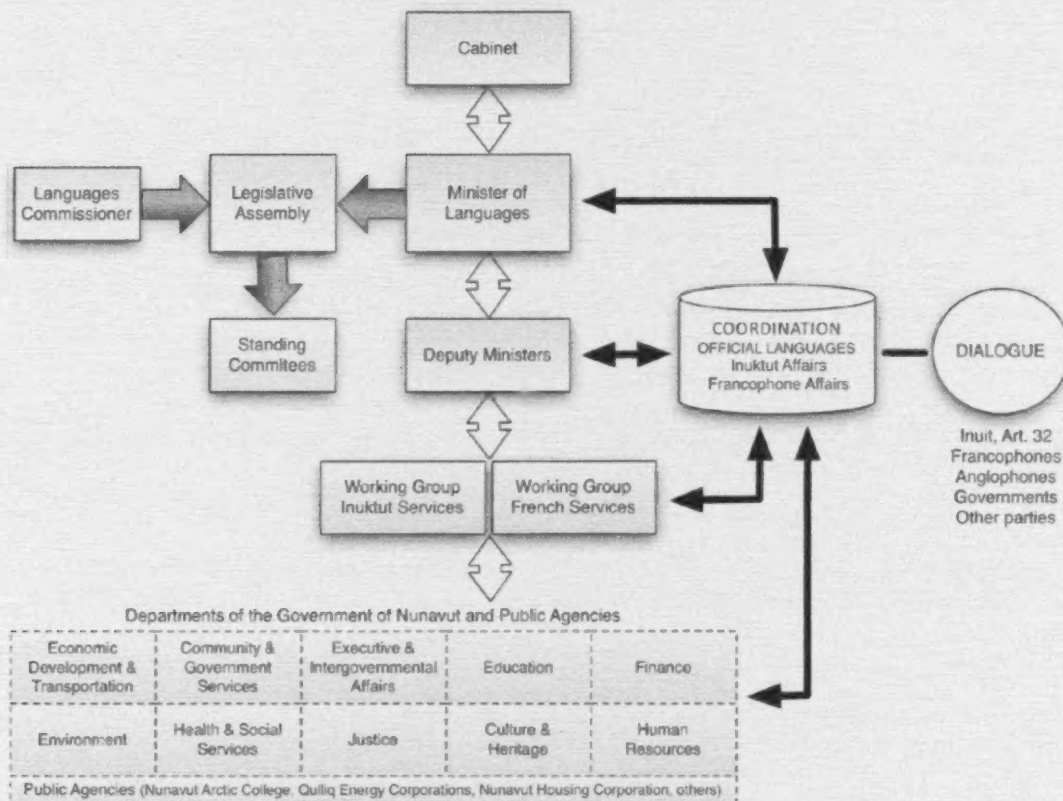 Cabinet
Languages
Commissioner
Legislative
Assembly
Minister of
Languages
Standing
Commitees
Deputy Ministers
COORDINATION
OFFICIAL LANGUAGES
Inuktut Affairs
Francophone Affairs
DIALOGUE
Inuit, Art. 32
Francophones
Anglophones
Governments
Other parties
Working Group
Inuktut Services
Working Group
French Services
Departments of the Government of Nunavut and Public Agencies
Economic
Development &
Transportation
Community &
Government
Services
Executive &
Intergovernmental
Affairs
Education
Finance
Environment
Health & Social
Services
Justice
Culture &
Heritage
Human
Resources
Public Agencies (Nunavut Arctic College, Quiliq Energy Corporations, Nunavut Housing Corporation, others)